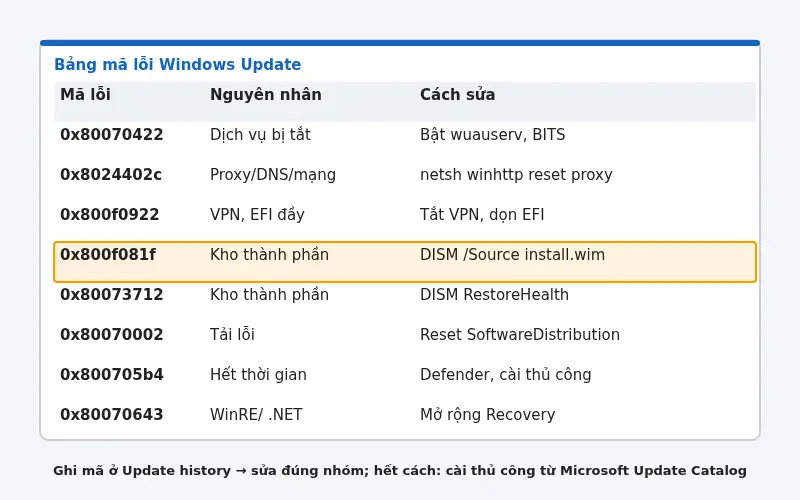 Bảng mã lỗi Windows Update
Mã lỗi Nguyên nhân Cách sửa
0x80070422 Dịch vụ bị tắt Bật wuauserv, BITS
0x8024402c Proxy/DNS/mạng netsh winhttp reset proxy
0x800f0922 VPN, EFI đầy Tắt VPN, dọn EFI
0x800f081f Kho thành phần DISM /Source install.wim
0x80073712 Kho thành phần DISM RestoreHealth
0x80070002 Tải lỗi Reset SoftwareDistribution
0x800705b4 Hết thời gian Defender, cài thủ công
0x80070643 WinRE/ .NET Mở rộng Recovery
Ghi mã ở Update history → sửa đúng nhóm; hết cách: cài thủ công từ Microsoft Update Catalog